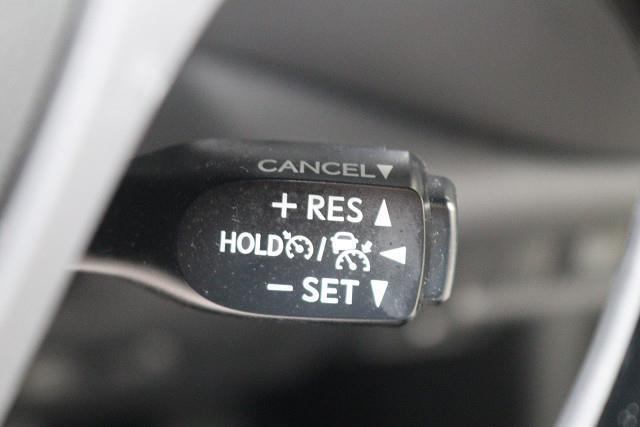 CANCEL▼
+ RES ▲
HOLD / ◀
− SET ▼